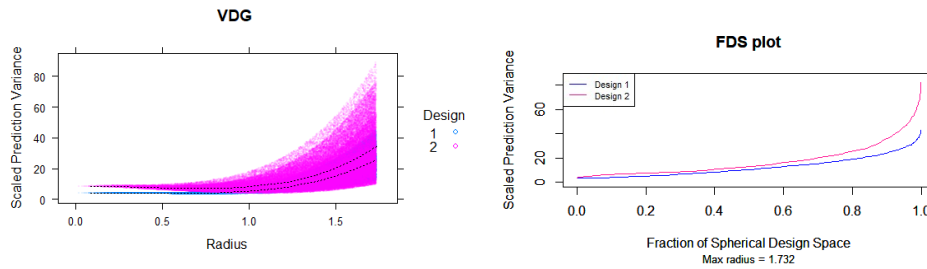 VDG
Scaled Prediction Variance
80
60
40
20
0
0.0 0.5 1.0 1.5
Radius
Design
1
2
FDS plot
Scaled Prediction Variance
60
20
0
Design 1
Design 2
0.0 0.2 0.4 0.6 0.8 1.0
Fraction of Spherical Design Space
Max radius = 1.732